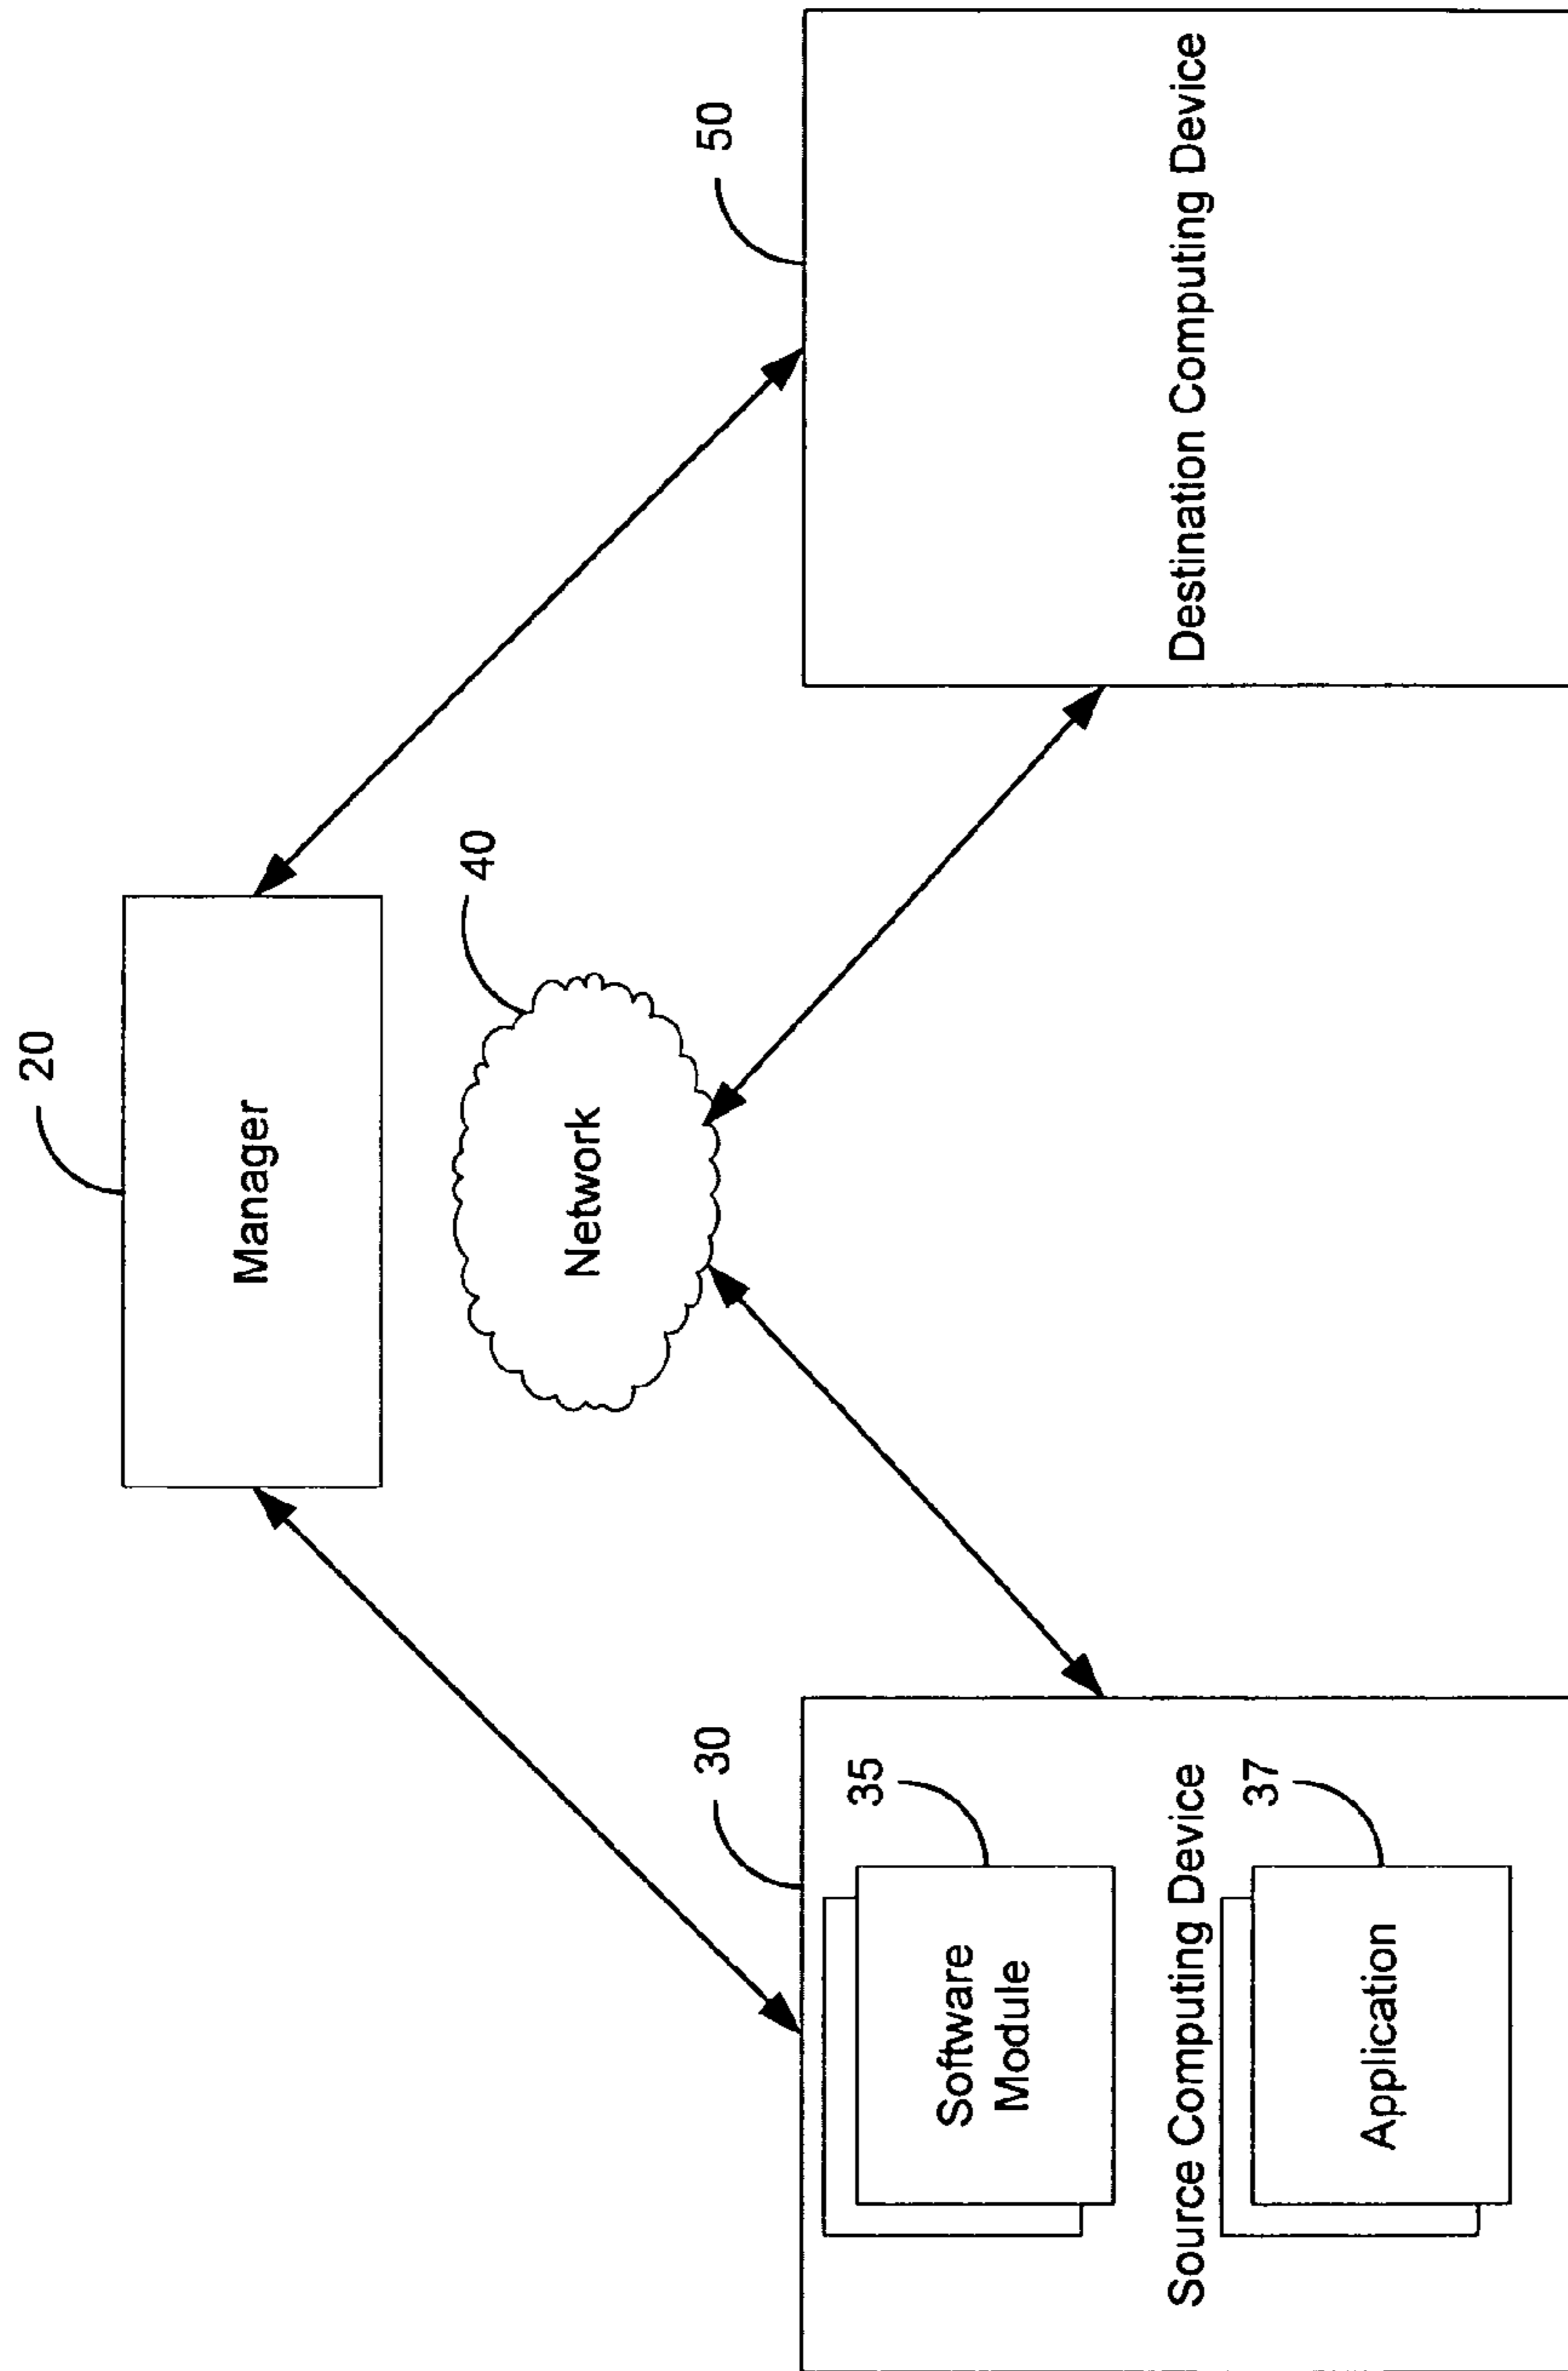 20
Manager
40
Network
50
Destination Computing Device
30
35
Software
Module
Source Computing Device
37
Application